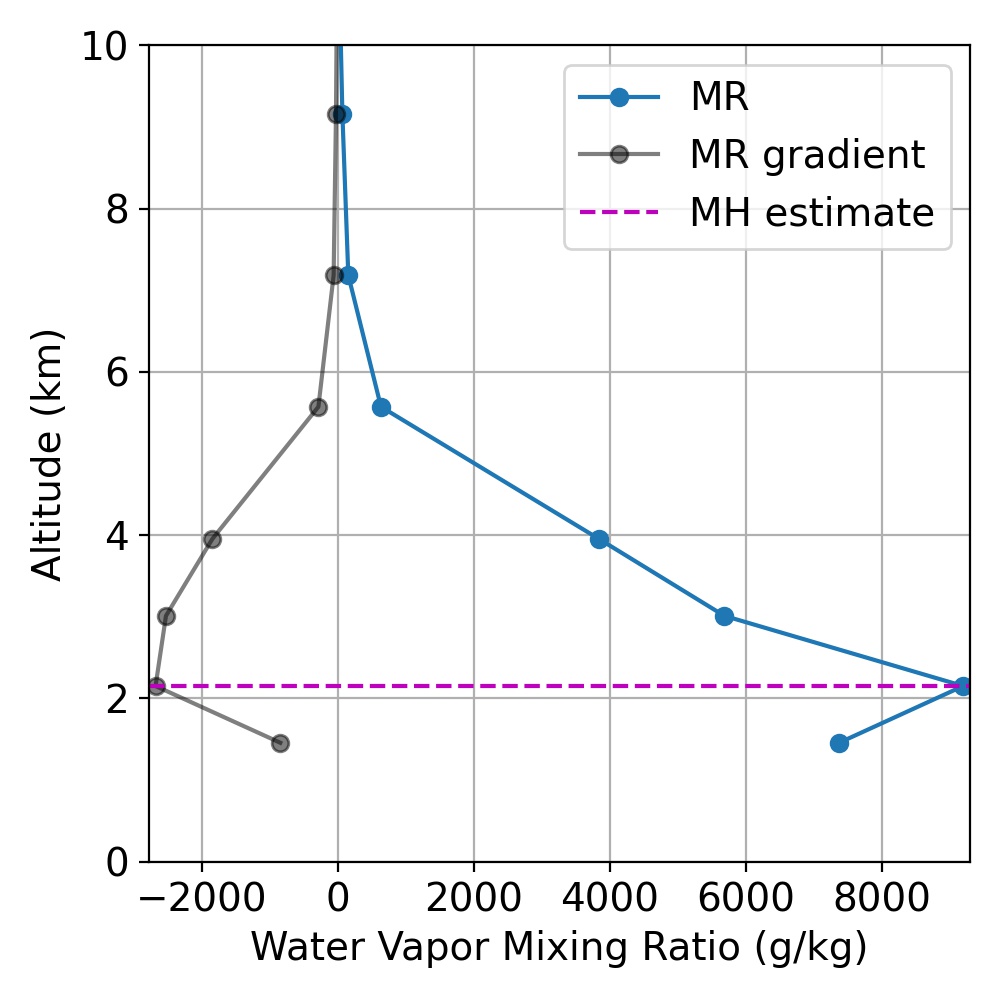 10
8
6
4
2
0
Altitude (km)
MR
MR gradient
MH estimate
−2000 0 2000 4000 6000 8000
Water Vapor Mixing Ratio (g/kg)